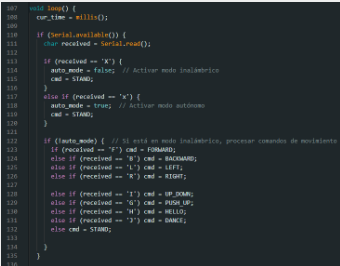 107 void loop() {
108 cur_time = millis();
109
110 if (Serial.available()) {
111 char received = Serial.read();
112
113 if (received == 'X') {
114 auto_mode = false; // Activar modo inalámbrico
115 cmd = STAND;
116 }
117 else if (received == 'x') {
118 auto_mode = true; // Activar modo autónomo
119 cmd = STAND;
120 }
121
122 if (!auto_mode) { // Si está en modo inalámbrico, procesar comandos de movimiento
123 if (received == 'F') cmd = FORWARD;
124 else if (received == 'B') cmd = BACKWARD;
125 else if (received == 'L') cmd = LEFT;
126 else if (received == 'R') cmd = RIGHT;
127
128 else if (received == 'I') cmd = UP_DOWN;
129 else if (received == 'G') cmd = PUSH_UP;
130 else if (received == 'H') cmd = HELLO;
131 else if (received == 'J') cmd = DANCE;
132 else cmd = STAND;
133
134 }
135 }
136